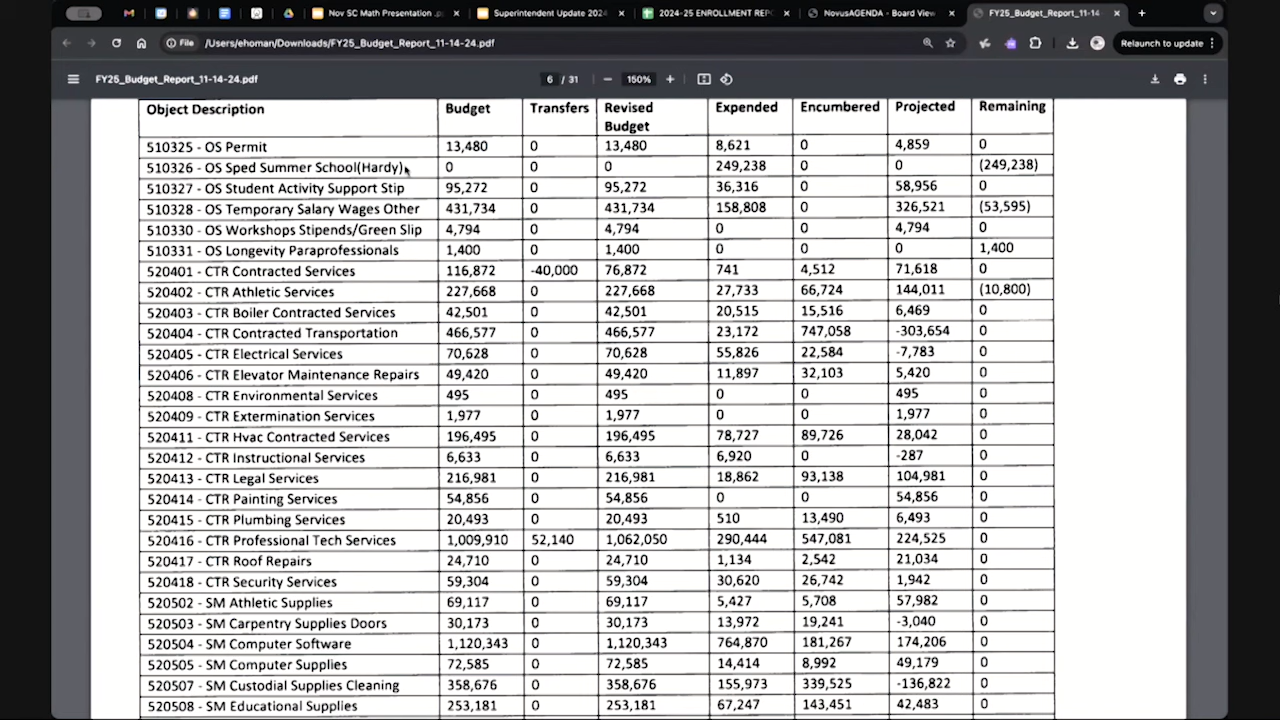 Nov SC Math Presentation .p
Superintendent Update 2024
2024-25 ENROLLMENT REP
NovusAGENDA - Board View
FY25_Budget_Report_11-14
File /Users/ehoman/Downloads/FY25_Budget_Report_11-14-24.pdf Relaunch to update
FY25_Budget_Report_11-14-24.pdf 6 / 31 150%
Object Description Budget Transfers Revised Budget Expended Encumbered Projected Remaining
510325 - OS Permit 13,480 0 13,480 8,621 0 4,859 0
510326 - OS Sped Summer School(Hardy) 0 0 0 249,238 0 0 (249,238)
510327 - OS Student Activity Support Stip 95,272 0 95,272 36,316 0 58,956 0
510328 - OS Temporary Salary Wages Other 431,734 0 431,734 158,808 0 326,521 (53,595)
510330 - OS Workshops Stipends/Green Slip 4,794 0 4,794 0 0 4,794 0
510331 - OS Longevity Paraprofessionals 1,400 0 1,400 0 0 0 1,400
520401 - CTR Contracted Services 116,872 -40,000 76,872 741 4,512 71,618 0
520402 - CTR Athletic Services 227,668 0 227,668 27,733 66,724 144,011 (10,800)
520403 - CTR Boiler Contracted Services 42,501 0 42,501 20,515 15,516 6,469 0
520404 - CTR Contracted Transportation 466,577 0 466,577 23,172 747,058 -303,654 0
520405 - CTR Electrical Services 70,628 0 70,628 55,826 22,584 -7,783 0
520406 - CTR Elevator Maintenance Repairs 49,420 0 49,420 11,897 32,103 5,420 0
520408 - CTR Environmental Services 495 0 495 0 0 495 0
520409 - CTR Extermination Services 1,977 0 1,977 0 0 1,977 0
520411 - CTR Hvac Contracted Services 196,495 0 196,495 78,727 89,726 28,042 0
520412 - CTR Instructional Services 6,633 0 6,633 6,920 0 -287 0
520413 - CTR Legal Services 216,981 0 216,981 18,862 93,138 104,981 0
520414 - CTR Painting Services 54,856 0 54,856 0 0 54,856 0
520415 - CTR Plumbing Services 20,493 0 20,493 510 13,490 6,493 0
520416 - CTR Professional Tech Services 1,009,910 52,140 1,062,050 290,444 547,081 224,525 0
520417 - CTR Roof Repairs 24,710 0 24,710 1,134 2,542 21,034 0
520418 - CTR Security Services 59,304 0 59,304 30,620 26,742 1,942 0
520502 - SM Athletic Supplies 69,117 0 69,117 5,427 5,708 57,982 0
520503 - SM Carpentry Supplies Doors 30,173 0 30,173 13,972 19,241 -3,040 0
520504 - SM Computer Software 1,120,343 0 1,120,343 764,870 181,267 174,206 0
520505 - SM Computer Supplies 72,585 0 72,585 14,414 8,992 49,179 0
520507 - SM Custodial Supplies Cleaning 358,676 0 358,676 155,973 339,525 -136,822 0
520508 - SM Educational Supplies 253,181 0 253,181 67,247 143,451 42,483 0